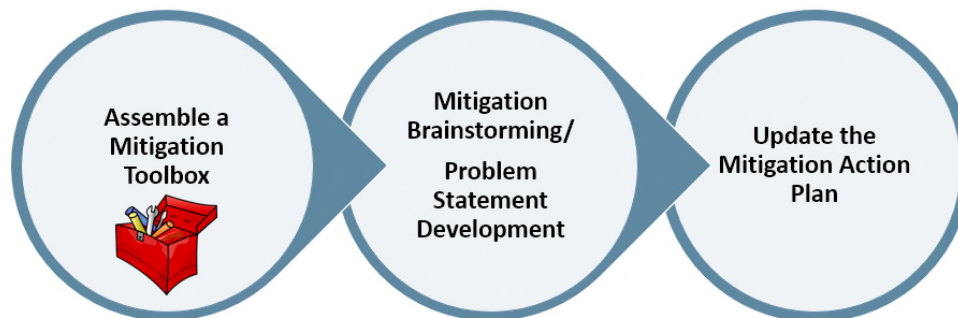 Assemble a
Mitigation
Toolbox
Mitigation
Brainstorming/
Problem
Statement
Development
Update the
Mitigation Action
Plan